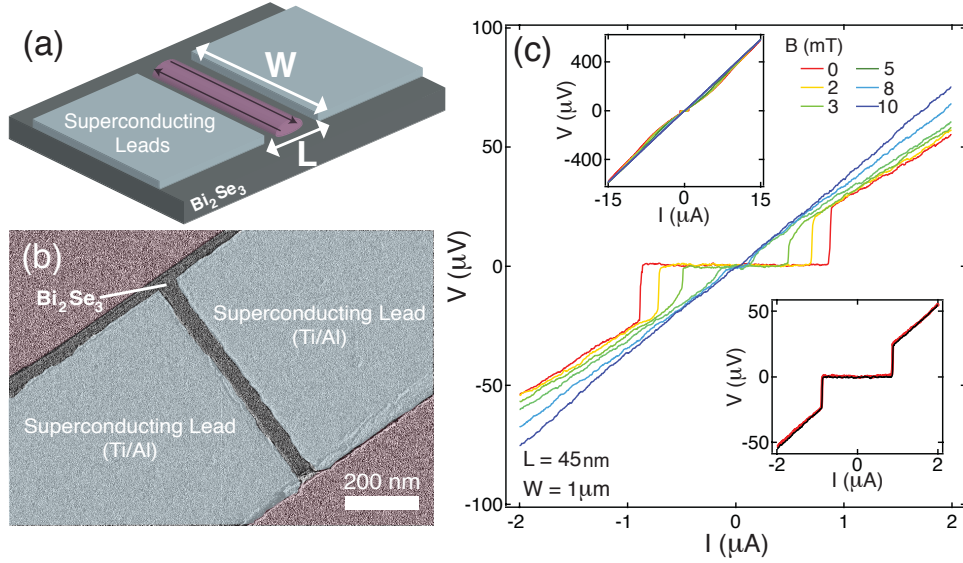 (a)
W
L
Superconducting
Leads
Bi₂Se₃
(b)
Bi₂Se₃
Superconducting Lead
(Ti/Al)
Superconducting Lead
(Ti/Al)
200 nm
(c)
100
50
0
-50
-100
V (µV)
-2
-1
0
1
2
I (µA)
400
0
-400
V (µV)
-15
0
15
I (µA)
B (mT)
0 5
2 8
3 10
50
0
-50
V (µV)
-2
0
2
I (µA)
L = 45nm
W = 1µm